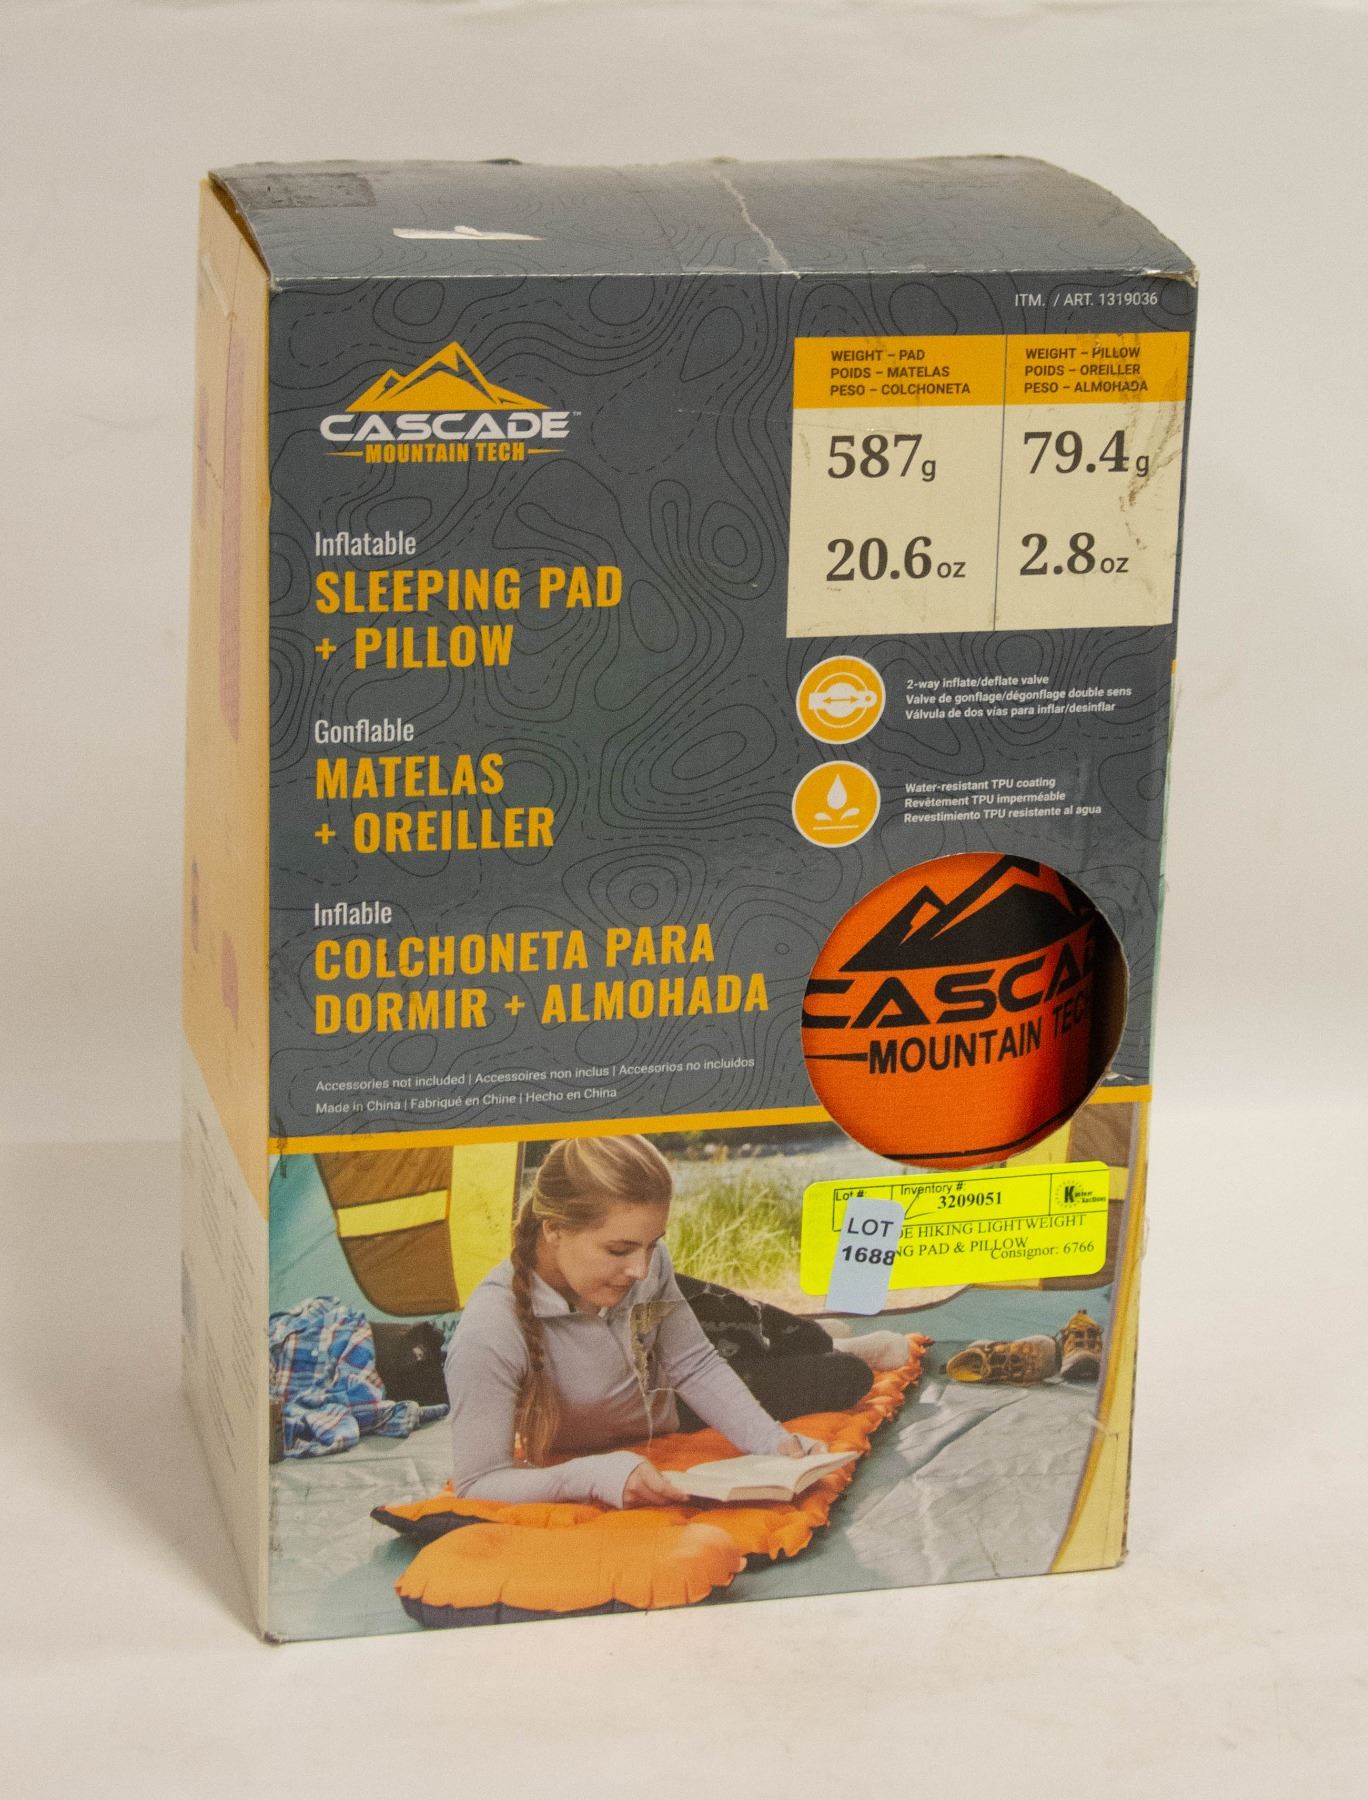 ITM. / ART. 1319036
CASCADE™
MOUNTAIN TECH
WEIGHT – PAD
POIDS – MATELAS
PESO – COLCHONETA
WEIGHT – PILLOW
POIDS – OREILLER
PESO – ALMOHADA
587g
79.4g
20.6oz
2.8oz
Inflatable
SLEEPING PAD
+ PILLOW
2-way inflate/deflate valve
Valve de gonflage/dégonflage double sens
Válvula de dos vías para inflar/desinflar
Gonflable
MATELAS
+ OREILLER
Water-resistant TPU coating
Revêtement TPU imperméable
Revestimiento TPU resistente al agua
Inflable
COLCHONETA PARA
DORMIR + ALMOHADA
CASCAD
MOUNTAIN TEC
Accessories not included | Accessoires non inclus | Accesorios no incluidos
Made in China | Fabriqué en Chine | Hecho en China
Lot #:
Inventory #:
3209051
LOT
1688
DE HIKING LIGHTWEIGHT
NG PAD & PILLOW
Consignor: 6766